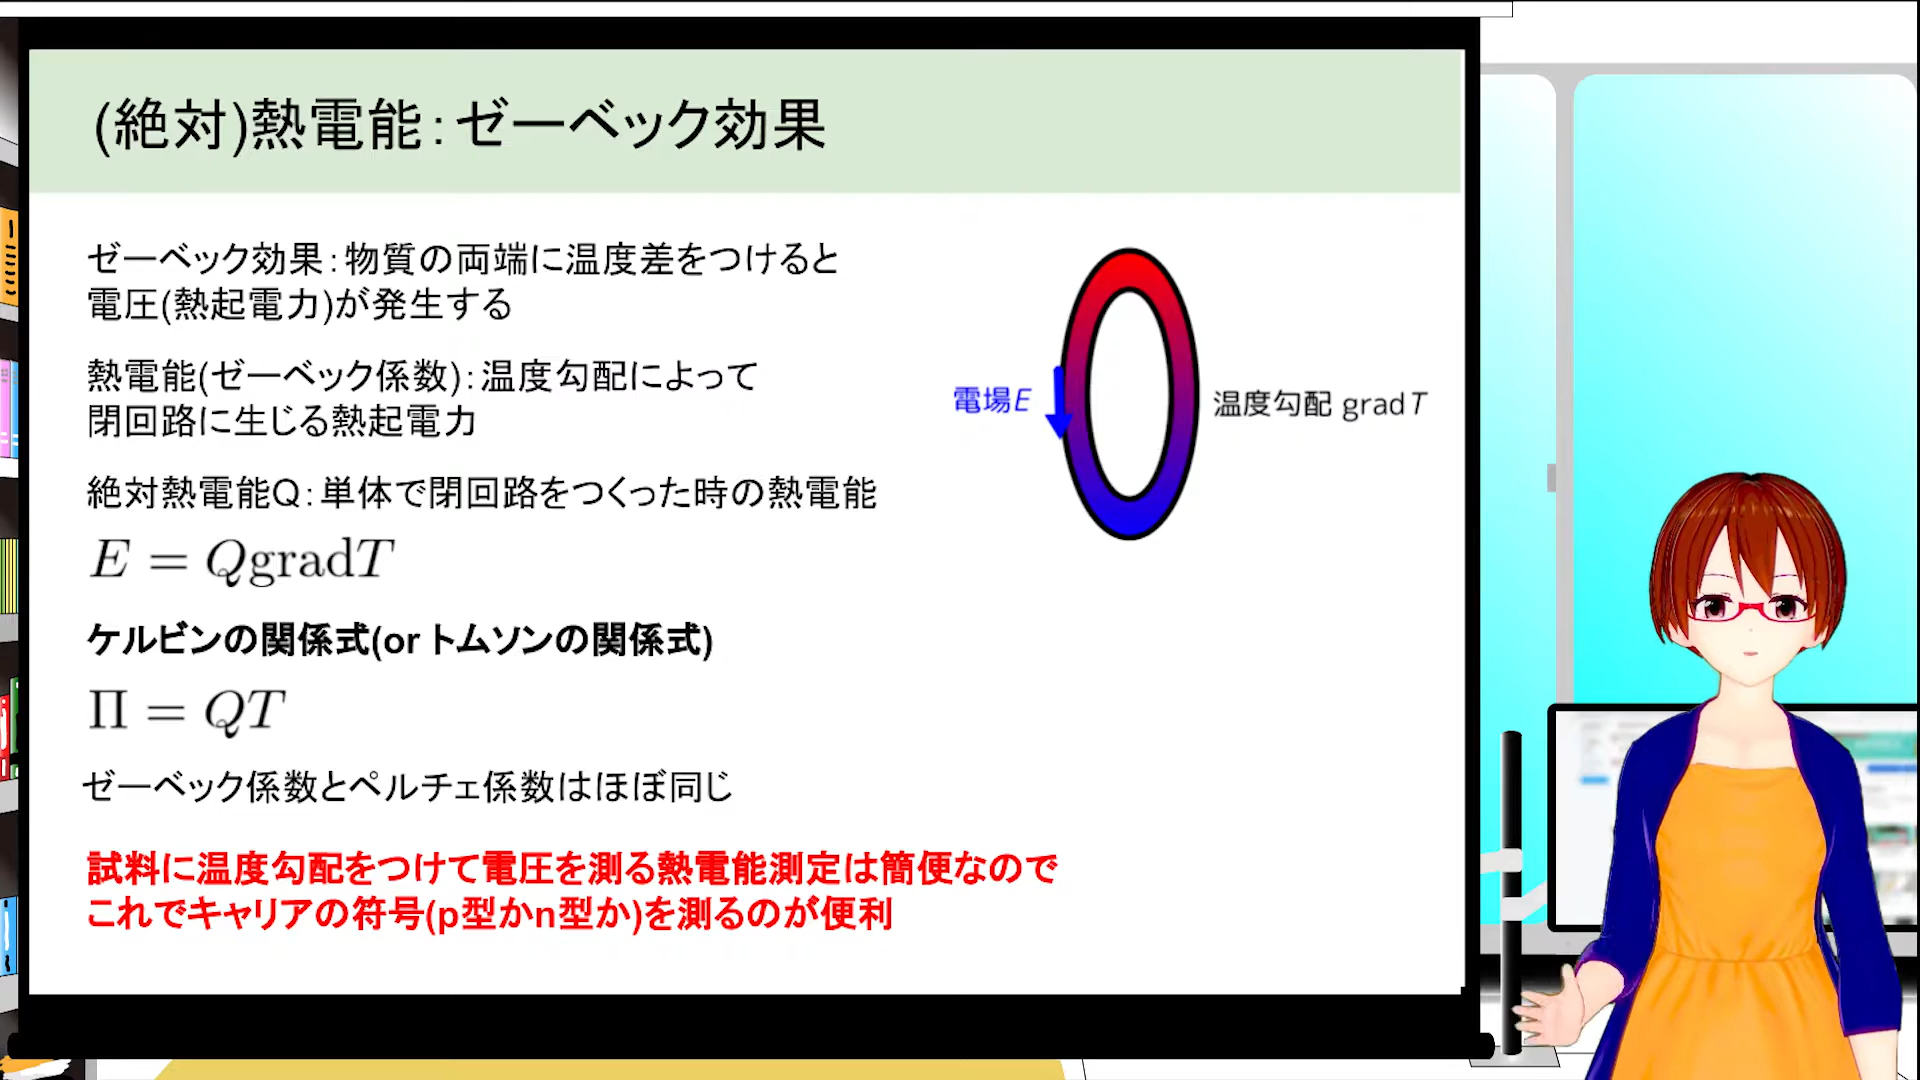 (絶対)熱電能：ゼーベック効果
ゼーベック効果：物質の両端に温度差をつけると
電圧(熱起電力)が発生する
熱電能(ゼーベック係数)：温度勾配によって
閉回路に生じる熱起電力
絶対熱電能Q：単体で閉回路をつくった時の熱電能
E = QgradT
ケルビンの関係式(or トムソンの関係式)
Π = QT
ゼーベック係数とペルチェ係数はほぼ同じ
試料に温度勾配をつけて電圧を測る熱電能測定は簡便なので
これでキャリアの符号(p型かn型か)を測るのが便利
電場E
温度勾配 grad T